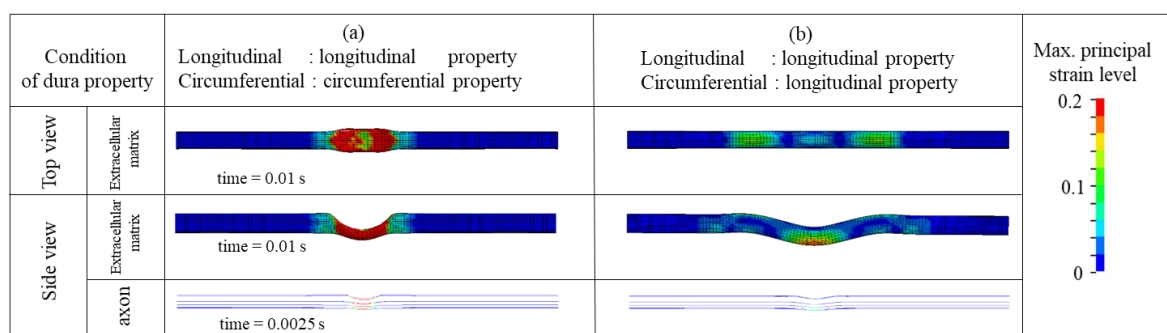 Condition
of dura property
(a)
Longitudinal : longitudinal property
Circumferential : circumferential property
(b)
Longitudinal : longitudinal property
Circumferential : longitudinal property
Max. principal
strain level
0.2
0.1
0
Top view
Extracellular
matrix
time = 0.01 s
Side view
Extracellular
matrix
time = 0.01 s
axon
time = 0.0025 s